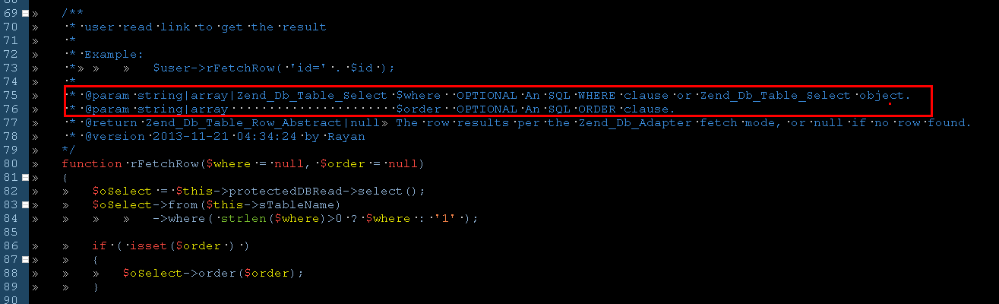 69 » /**
70 » ·*·user·read·link·to·get·the·result
71 » ·*
72 » ·*·Example:
73 » ·*» » » $user->rFetchRow(·'id='·.·$id·);
74 » ·*
75 » ·*·@param·string|array|Zend_Db_Table_Select·$where··OPTIONAL·An·SQL·WHERE·clause·or·Zend_Db_Table_Select·object.
76 » ·*·@param·string|array······················$order··OPTIONAL·An·SQL·ORDER·clause.
77 » ·*·@return·Zend_Db_Table_Row_Abstract|null» The·row·results·per·the·Zend_Db_Adapter·fetch·mode,·or·null·if·no·row·found.
78 » ·*·@version·2013-11-21·04:34:24·by·Rayan
79 » */
80 » function·rFetchRow($where·=·null,·$order·=·null)
81 » {
82 » » $oSelect·=·$this->protectedDBRead->select();
83 » » $oSelect->from($this->sTableName)
84 » » » » ->where(·strlen($where)>0·?·$where·:·'1'·);
85
86 » » if·(·isset($order·)·)
87 » » {
88 » » » $oSelect->order($order);
89 » » }
90